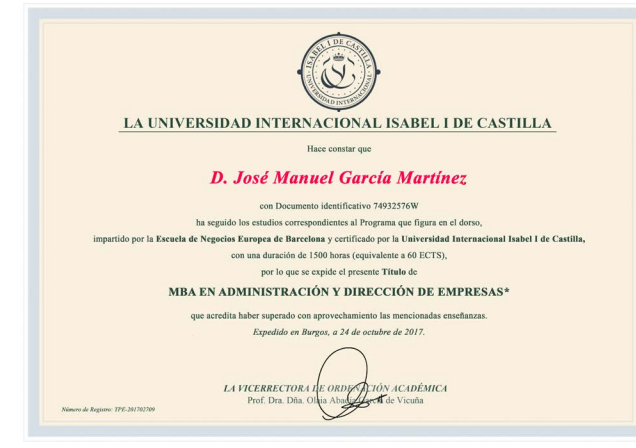 ISABEL I DE CASTILLA
UNIVERSIDAD INTERNACIONAL
LA UNIVERSIDAD INTERNACIONAL ISABEL I DE CASTILLA
Hace constar que
D. José Manuel García Martínez
con Documento identificativo 74932576W
ha seguido los estudios correspondientes al Programa que figura en el dorso,
impartido por la Escuela de Negocios Europea de Barcelona y certificado por la Universidad Internacional Isabel I de Castilla,
con una duración de 1500 horas (equivalente a 60 ECTS),
por lo que se expide el presente Título de
MBA EN ADMINISTRACIÓN Y DIRECCIÓN DE EMPRESAS*
que acredita haber superado con aprovechamiento las mencionadas enseñanzas.
Expedido en Burgos, a 24 de octubre de 2017.
LA VICERRECTORA DE ORDENACIÓN ACADÉMICA
Prof. Dra. Dña. Olaia Abadía García de Vicuña
Número de Registro: TPE-201702709